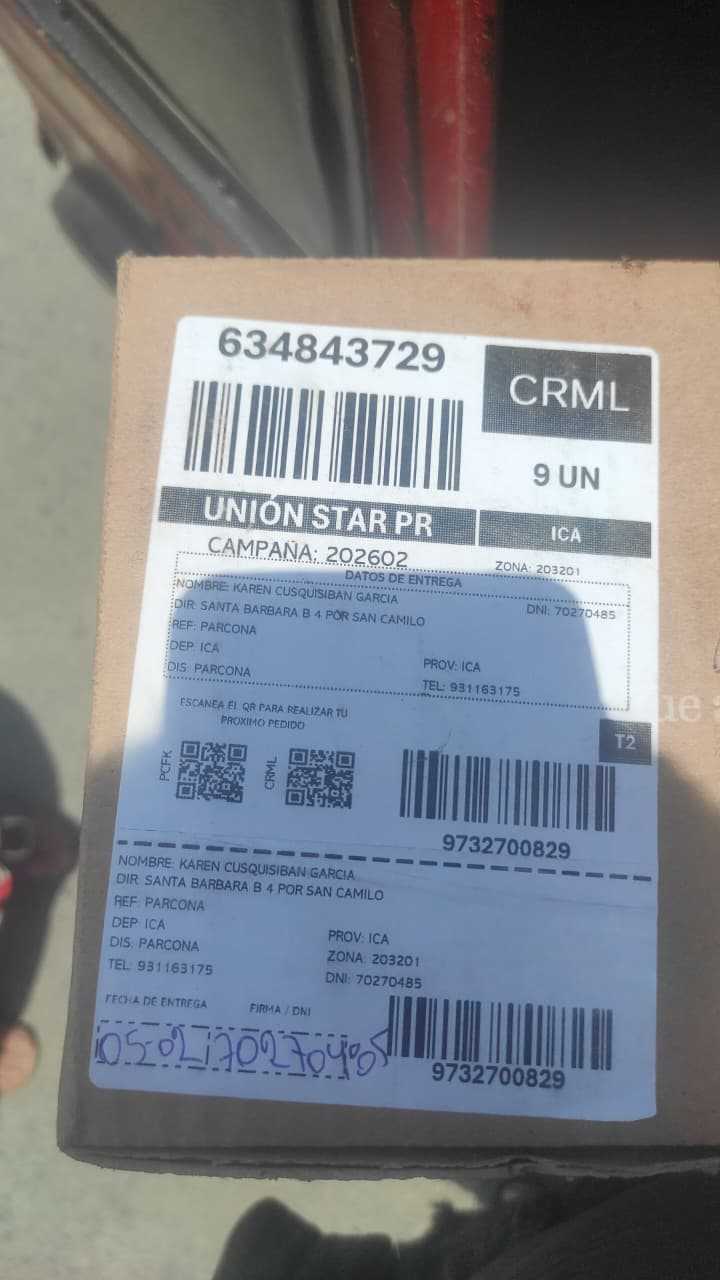 634843729
CRML
9 UN
UNIÓN STAR PR
ICA
CAMPAÑA: 202602
ZONA: 203201
DATOS DE ENTREGA
NOMBRE: KAREN CUSQUISIBAN GARCIA
DNI: 70270485
DIR: SANTA BARBARA B 4 POR SAN CAMILO
REF: PARCONA
DEP: ICA
PROV: ICA
DIS: PARCONA
TEL: 931163175
ESCANEA EL QR PARA REALIZAR TU
PROXIMO PEDIDO
T2
PCFK
CRML
9732700829
NOMBRE: KAREN CUSQUISIBAN GARCIA
DIR: SANTA BARBARA B 4 POR SAN CAMILO
REF: PARCONA
DEP: ICA
PROV: ICA
DIS: PARCONA
ZONA: 203201
TEL: 931163175
DNI: 70270485
FECHA DE ENTREGA
FIRMA / DNI
05-02
70270485
9732700829